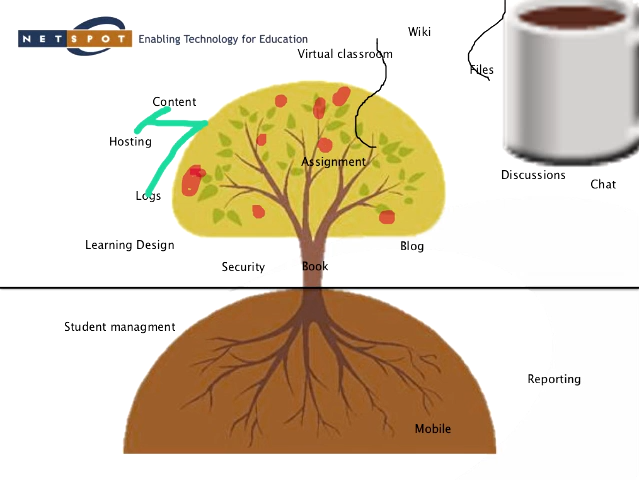 NETSPOT Enabling Technology for Education
Wiki
Virtual classroom
Files
Content
Hosting
Assignment
Discussions
Chat
Logs
Learning Design
Blog
Security
Book
Student managment
Reporting
Mobile